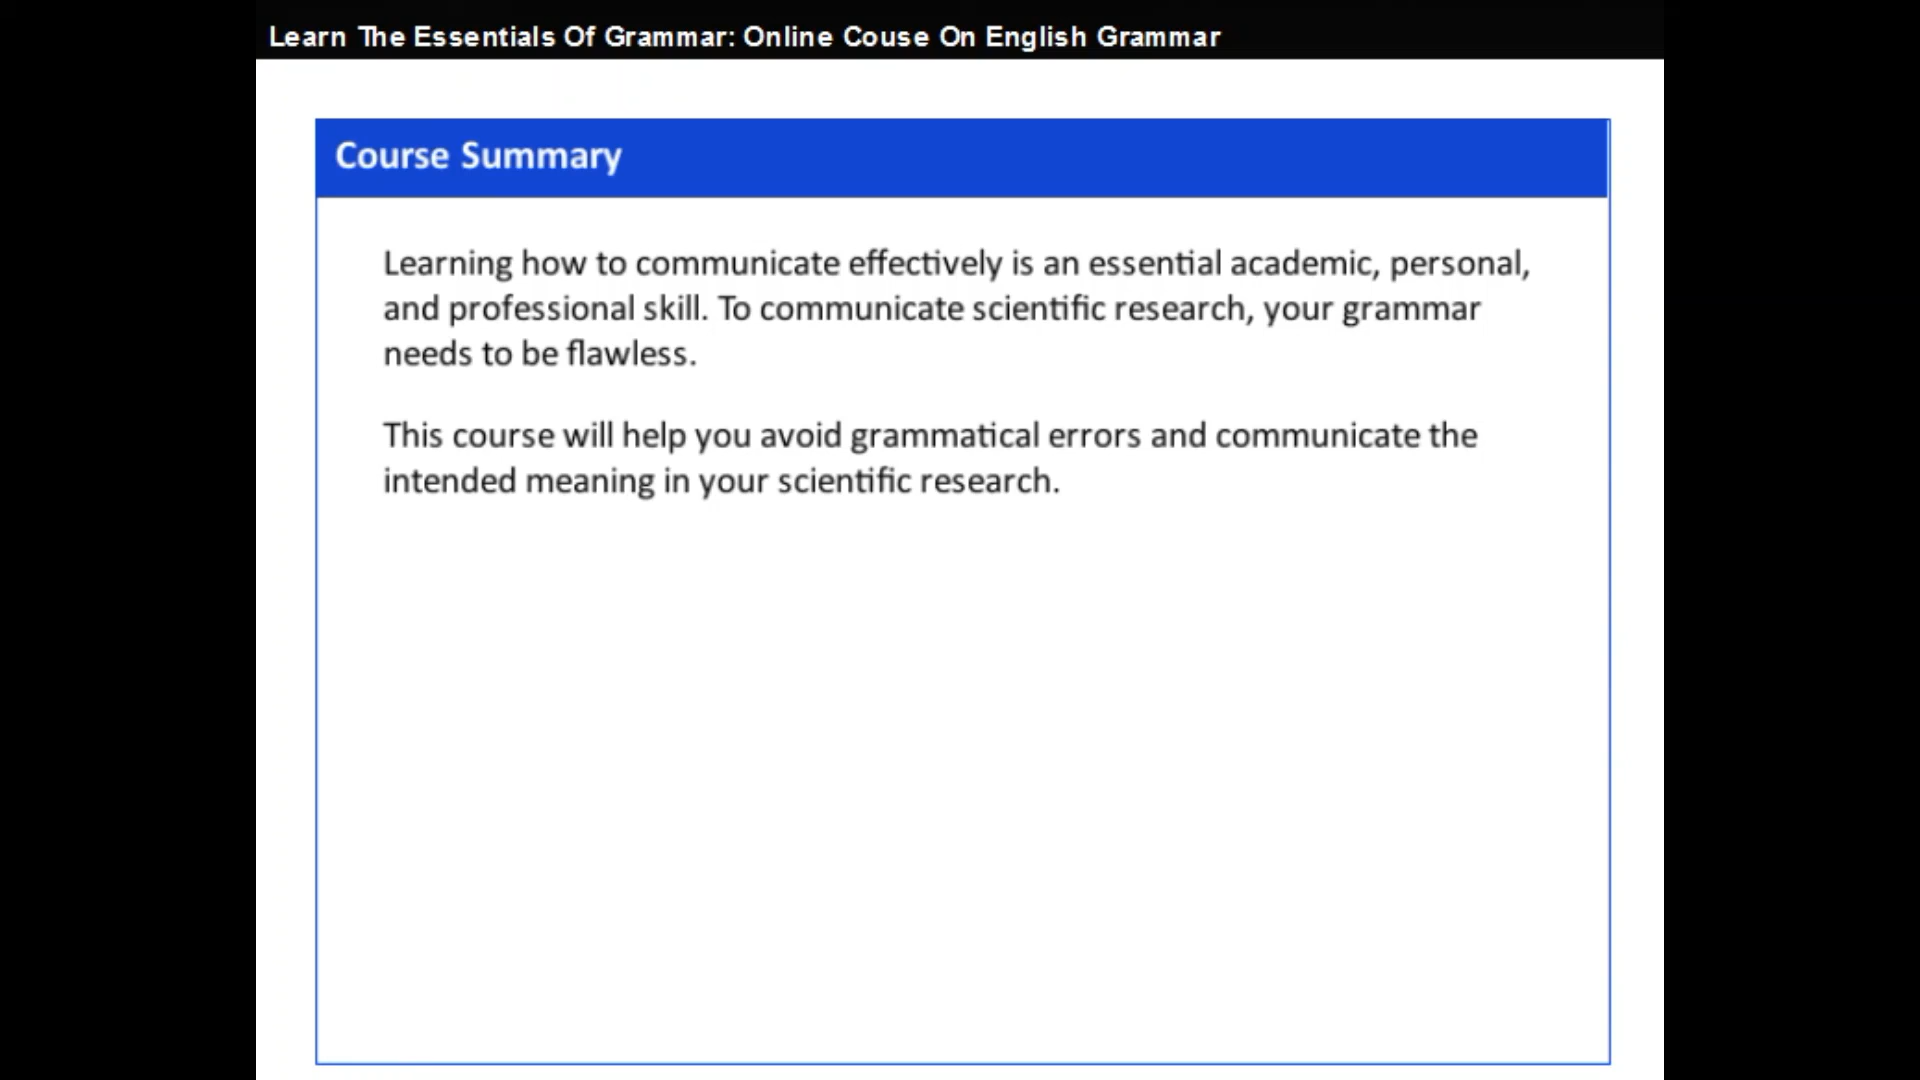 Learn The Essentials Of Grammar: Online Couse On English Grammar
Course Summary
Learning how to communicate effectively is an essential academic, personal,
and professional skill. To communicate scientific research, your grammar
needs to be flawless.
This course will help you avoid grammatical errors and communicate the
intended meaning in your scientific research.